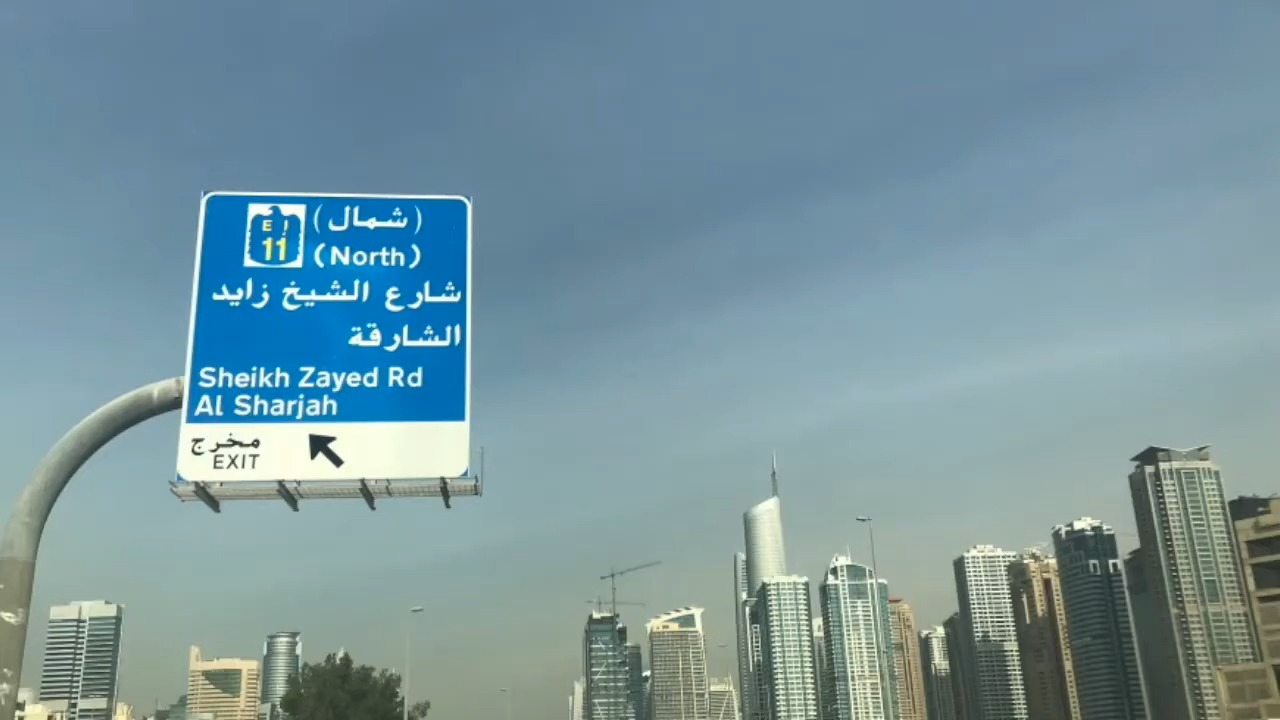 (شمال)
E
11
(North)
شارع الشيخ زايد
الشارقة
Sheikh Zayed Rd
Al Sharjah
مخرج
EXIT